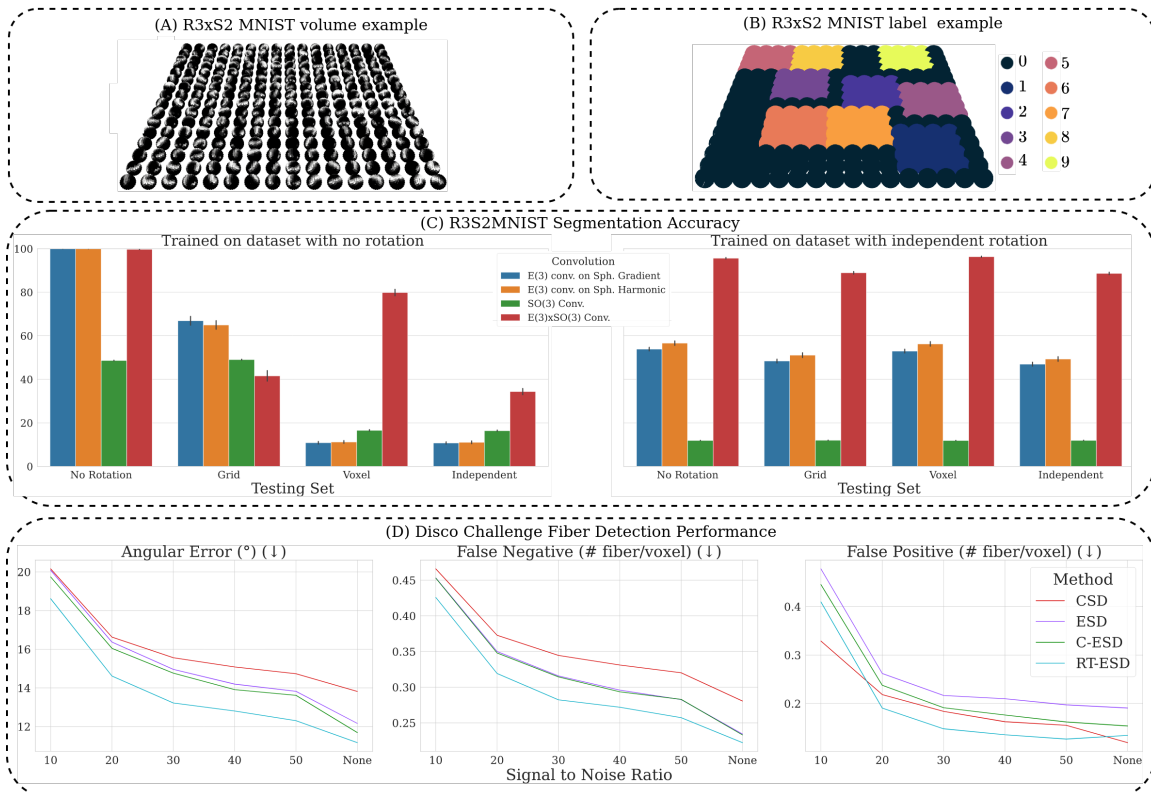 (A) R3xS2 MNIST volume example
(B) R3xS2 MNIST label example
0 5
1 6
2 7
3 8
4 9
(C) R3S2MNIST Segmentation Accuracy
Trained on dataset with no rotation
Trained on dataset with independent rotation
Convolution
E(3) conv. on Sph. Gradient
E(3) conv. on Sph. Harmonic
SO(3) Conv.
E(3)xSO(3) Conv.
100
80
60
40
20
0
No Rotation Grid Voxel Independent
Testing Set
No Rotation Grid Voxel Independent
Testing Set
(D) Disco Challenge Fiber Detection Performance
Angular Error (°) (↓)
20
18
16
14
12
10 20 30 40 50 None
False Negative (# fiber/voxel) (↓)
0.45
0.40
0.35
0.30
0.25
10 20 30 40 50 None
False Positive (# fiber/voxel) (↓)
0.4
0.3
0.2
10 20 30 40 50 None
Method
CSD
ESD
C-ESD
RT-ESD
Signal to Noise Ratio